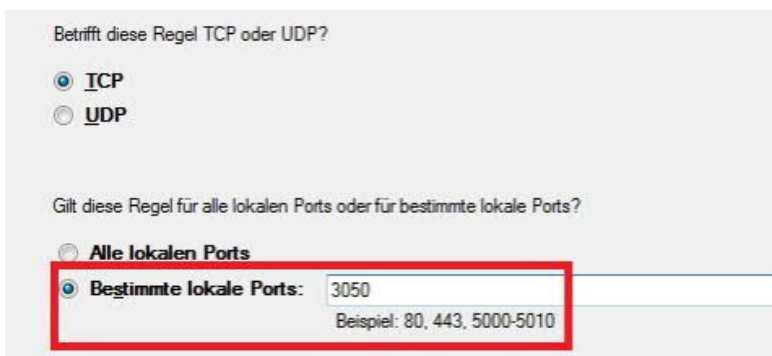 Betrifft diese Regel TCP oder UDP?
TCP
UDP
Gilt diese Regel für alle lokalen Ports oder für bestimmte lokale Ports?
Alle lokalen Ports
Bestimmte lokale Ports: 3050
Beispiel: 80, 443, 5000-5010